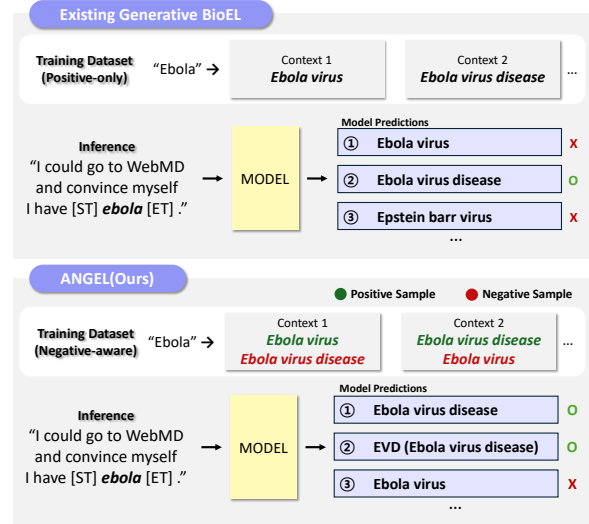 Existing Generative BioEL
Training Dataset
(Positive-only)
“Ebola” →
Context 1
Ebola virus
Context 2
Ebola virus disease
...
Inference
“I could go to WebMD
and convince myself
I have [ST] ebola [ET] .”
MODEL
Model Predictions
① Ebola virus X
② Ebola virus disease O
③ Epstein barr virus X
...
ANGEL(Ours)
Positive Sample
Negative Sample
Training Dataset
(Negative-aware)
“Ebola” →
Context 1
Ebola virus
Ebola virus disease
Context 2
Ebola virus disease
Ebola virus
...
Inference
“I could go to WebMD
and convince myself
I have [ST] ebola [ET] .”
MODEL
Model Predictions
① Ebola virus disease O
② EVD (Ebola virus disease) O
③ Ebola virus X
...